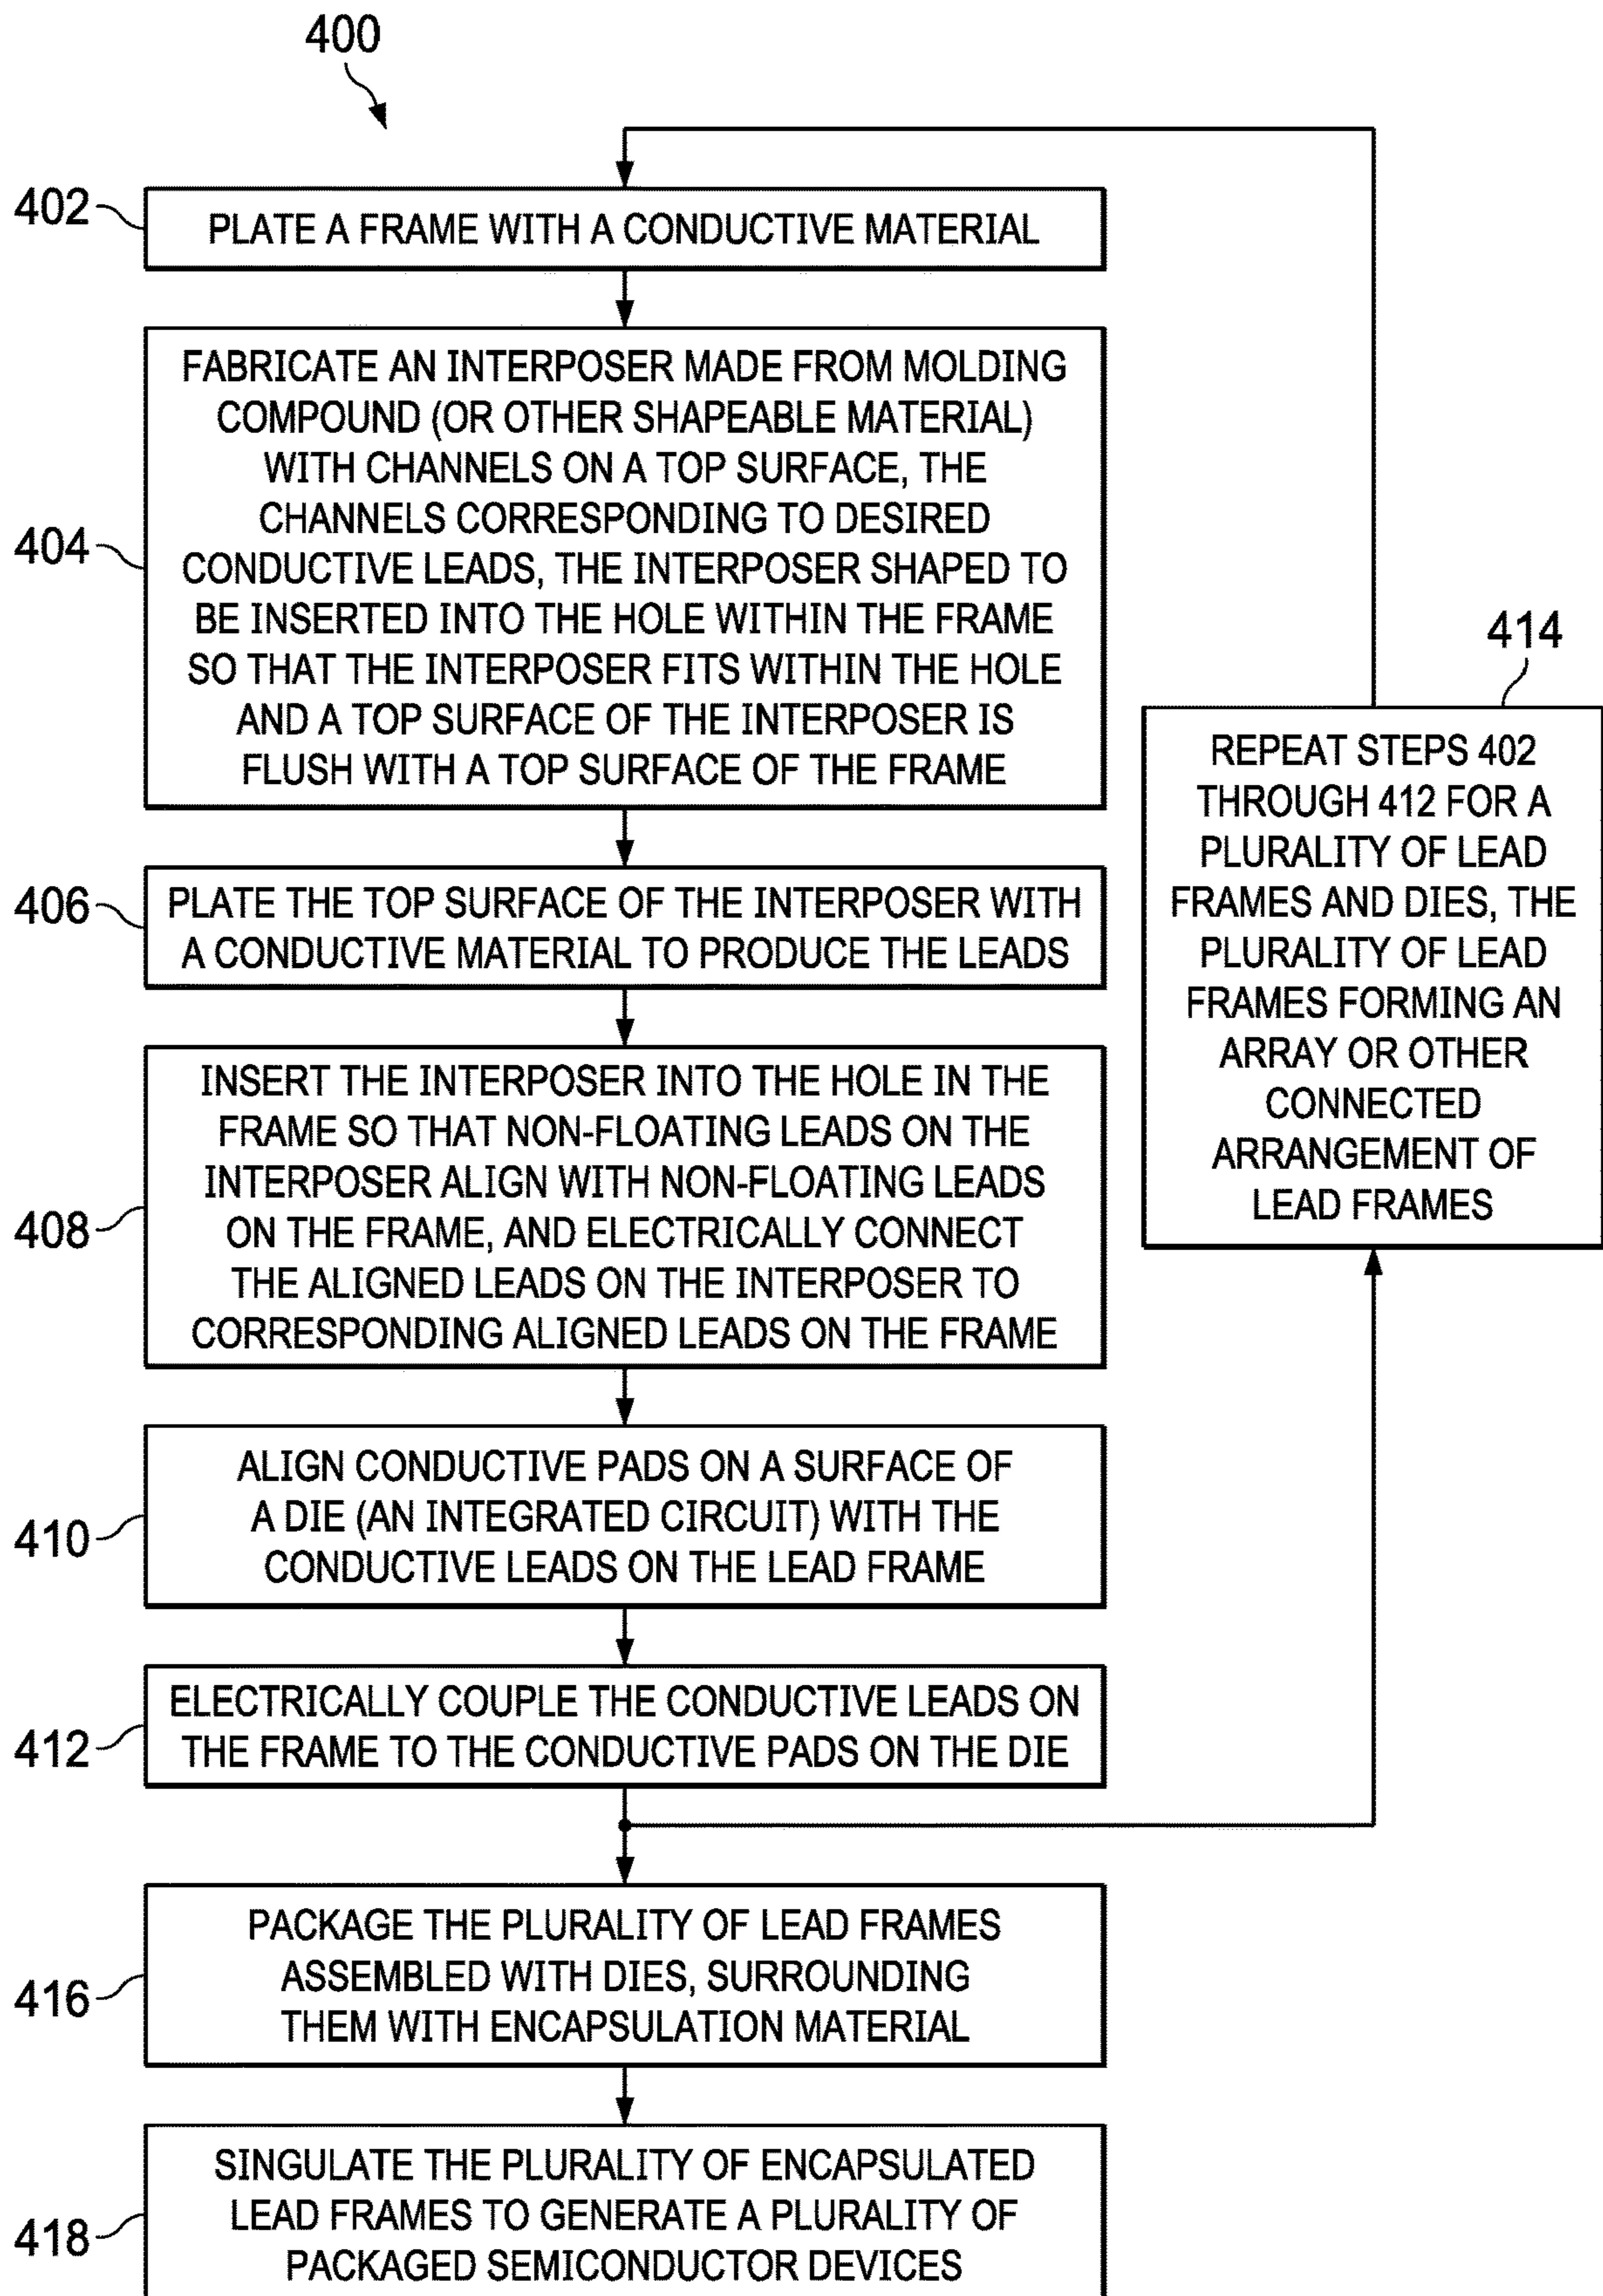 400
402
PLATE A FRAME WITH A CONDUCTIVE MATERIAL
404
FABRICATE AN INTERPOSER MADE FROM MOLDING
COMPOUND (OR OTHER SHAPEABLE MATERIAL)
WITH CHANNELS ON A TOP SURFACE, THE
CHANNELS CORRESPONDING TO DESIRED
CONDUCTIVE LEADS, THE INTERPOSER SHAPED TO
BE INSERTED INTO THE HOLE WITHIN THE FRAME
SO THAT THE INTERPOSER FITS WITHIN THE HOLE
AND A TOP SURFACE OF THE INTERPOSER IS
FLUSH WITH A TOP SURFACE OF THE FRAME
406
PLATE THE TOP SURFACE OF THE INTERPOSER WITH
A CONDUCTIVE MATERIAL TO PRODUCE THE LEADS
408
INSERT THE INTERPOSER INTO THE HOLE IN THE
FRAME SO THAT NON-FLOATING LEADS ON THE
INTERPOSER ALIGN WITH NON-FLOATING LEADS
ON THE FRAME, AND ELECTRICALLY CONNECT
THE ALIGNED LEADS ON THE INTERPOSER TO
CORRESPONDING ALIGNED LEADS ON THE FRAME
410
ALIGN CONDUCTIVE PADS ON A SURFACE OF
A DIE (AN INTEGRATED CIRCUIT) WITH THE
CONDUCTIVE LEADS ON THE LEAD FRAME
412
ELECTRICALLY COUPLE THE CONDUCTIVE LEADS ON
THE FRAME TO THE CONDUCTIVE PADS ON THE DIE
414
REPEAT STEPS 402
THROUGH 412 FOR A
PLURALITY OF LEAD
FRAMES AND DIES, THE
PLURALITY OF LEAD
FRAMES FORMING AN
ARRAY OR OTHER
CONNECTED
ARRANGEMENT OF
LEAD FRAMES
416
PACKAGE THE PLURALITY OF LEAD FRAMES
ASSEMBLED WITH DIES, SURROUNDING
THEM WITH ENCAPSULATION MATERIAL
418
SINGULATE THE PLURALITY OF ENCAPSULATED
LEAD FRAMES TO GENERATE A PLURALITY OF
PACKAGED SEMICONDUCTOR DEVICES